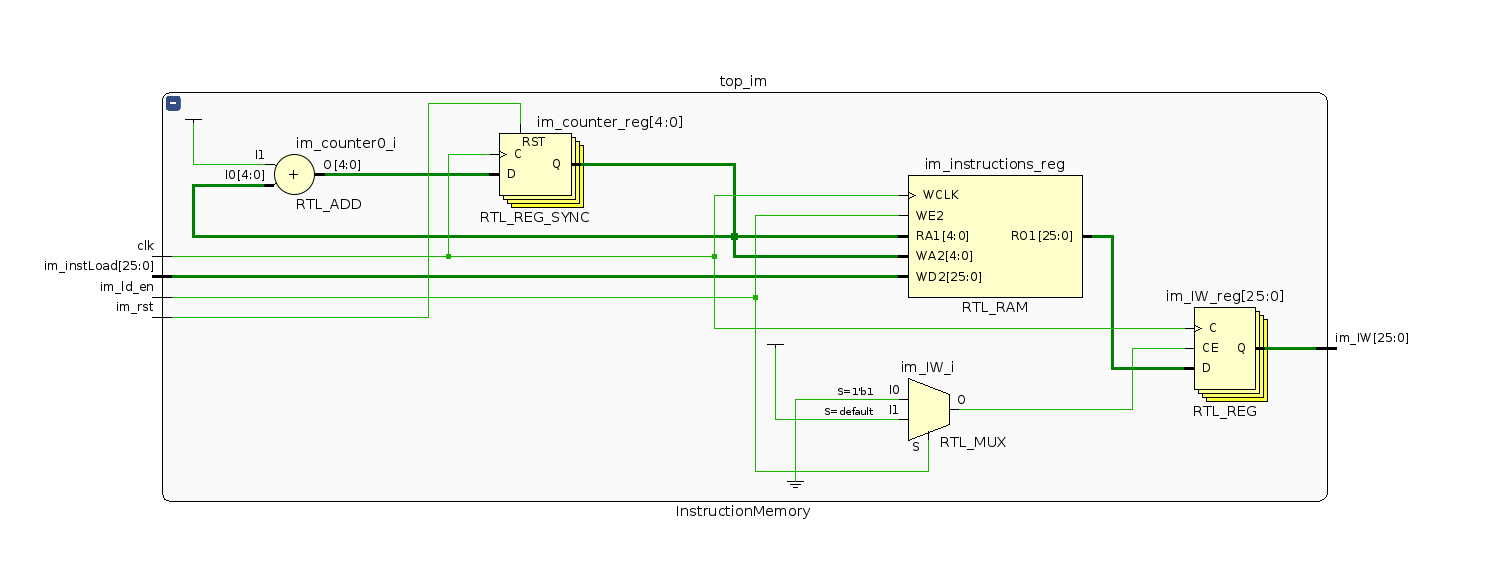 top_im
im_counter0_i
I1
I0[4:0]
+
O[4:0]
RTL_ADD
im_counter_reg[4:0]
RST
C
D
Q
RTL_REG_SYNC
clk
im_instLoad[25:0]
im_ld_en
im_rst
im_instructions_reg
WCLK
WE2
RA1[4:0]
WA2[4:0]
WD2[25:0]
RO1[25:0]
RTL_RAM
im_IW_i
S=1'b1
I0
S=default
I1
O
S
RTL_MUX
im_IW_reg[25:0]
C
CE
D
Q
RTL_REG
im_IW[25:0]
InstructionMemory